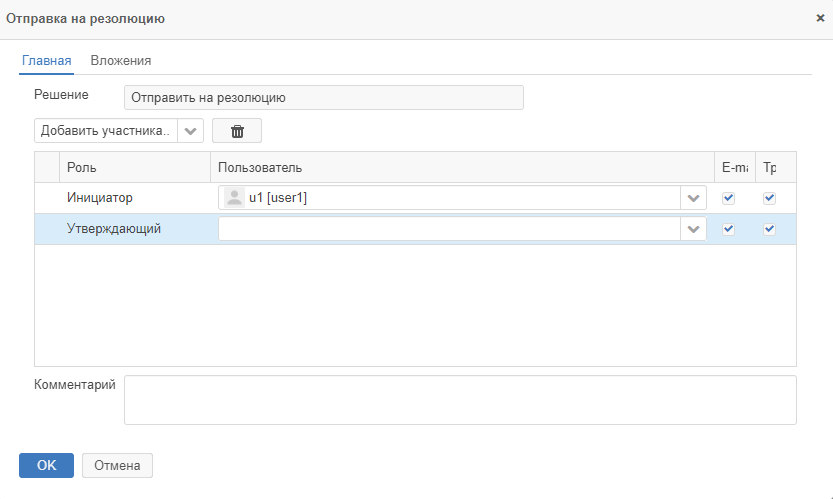 Отправка на резолюцию
Главная Вложения
Решение Отправить на резолюцию
Добавить участника..
Роль Пользователь E-ma Тр
Инициатор u1 [user1]
Утверждающий
Комментарий
OK Отмена